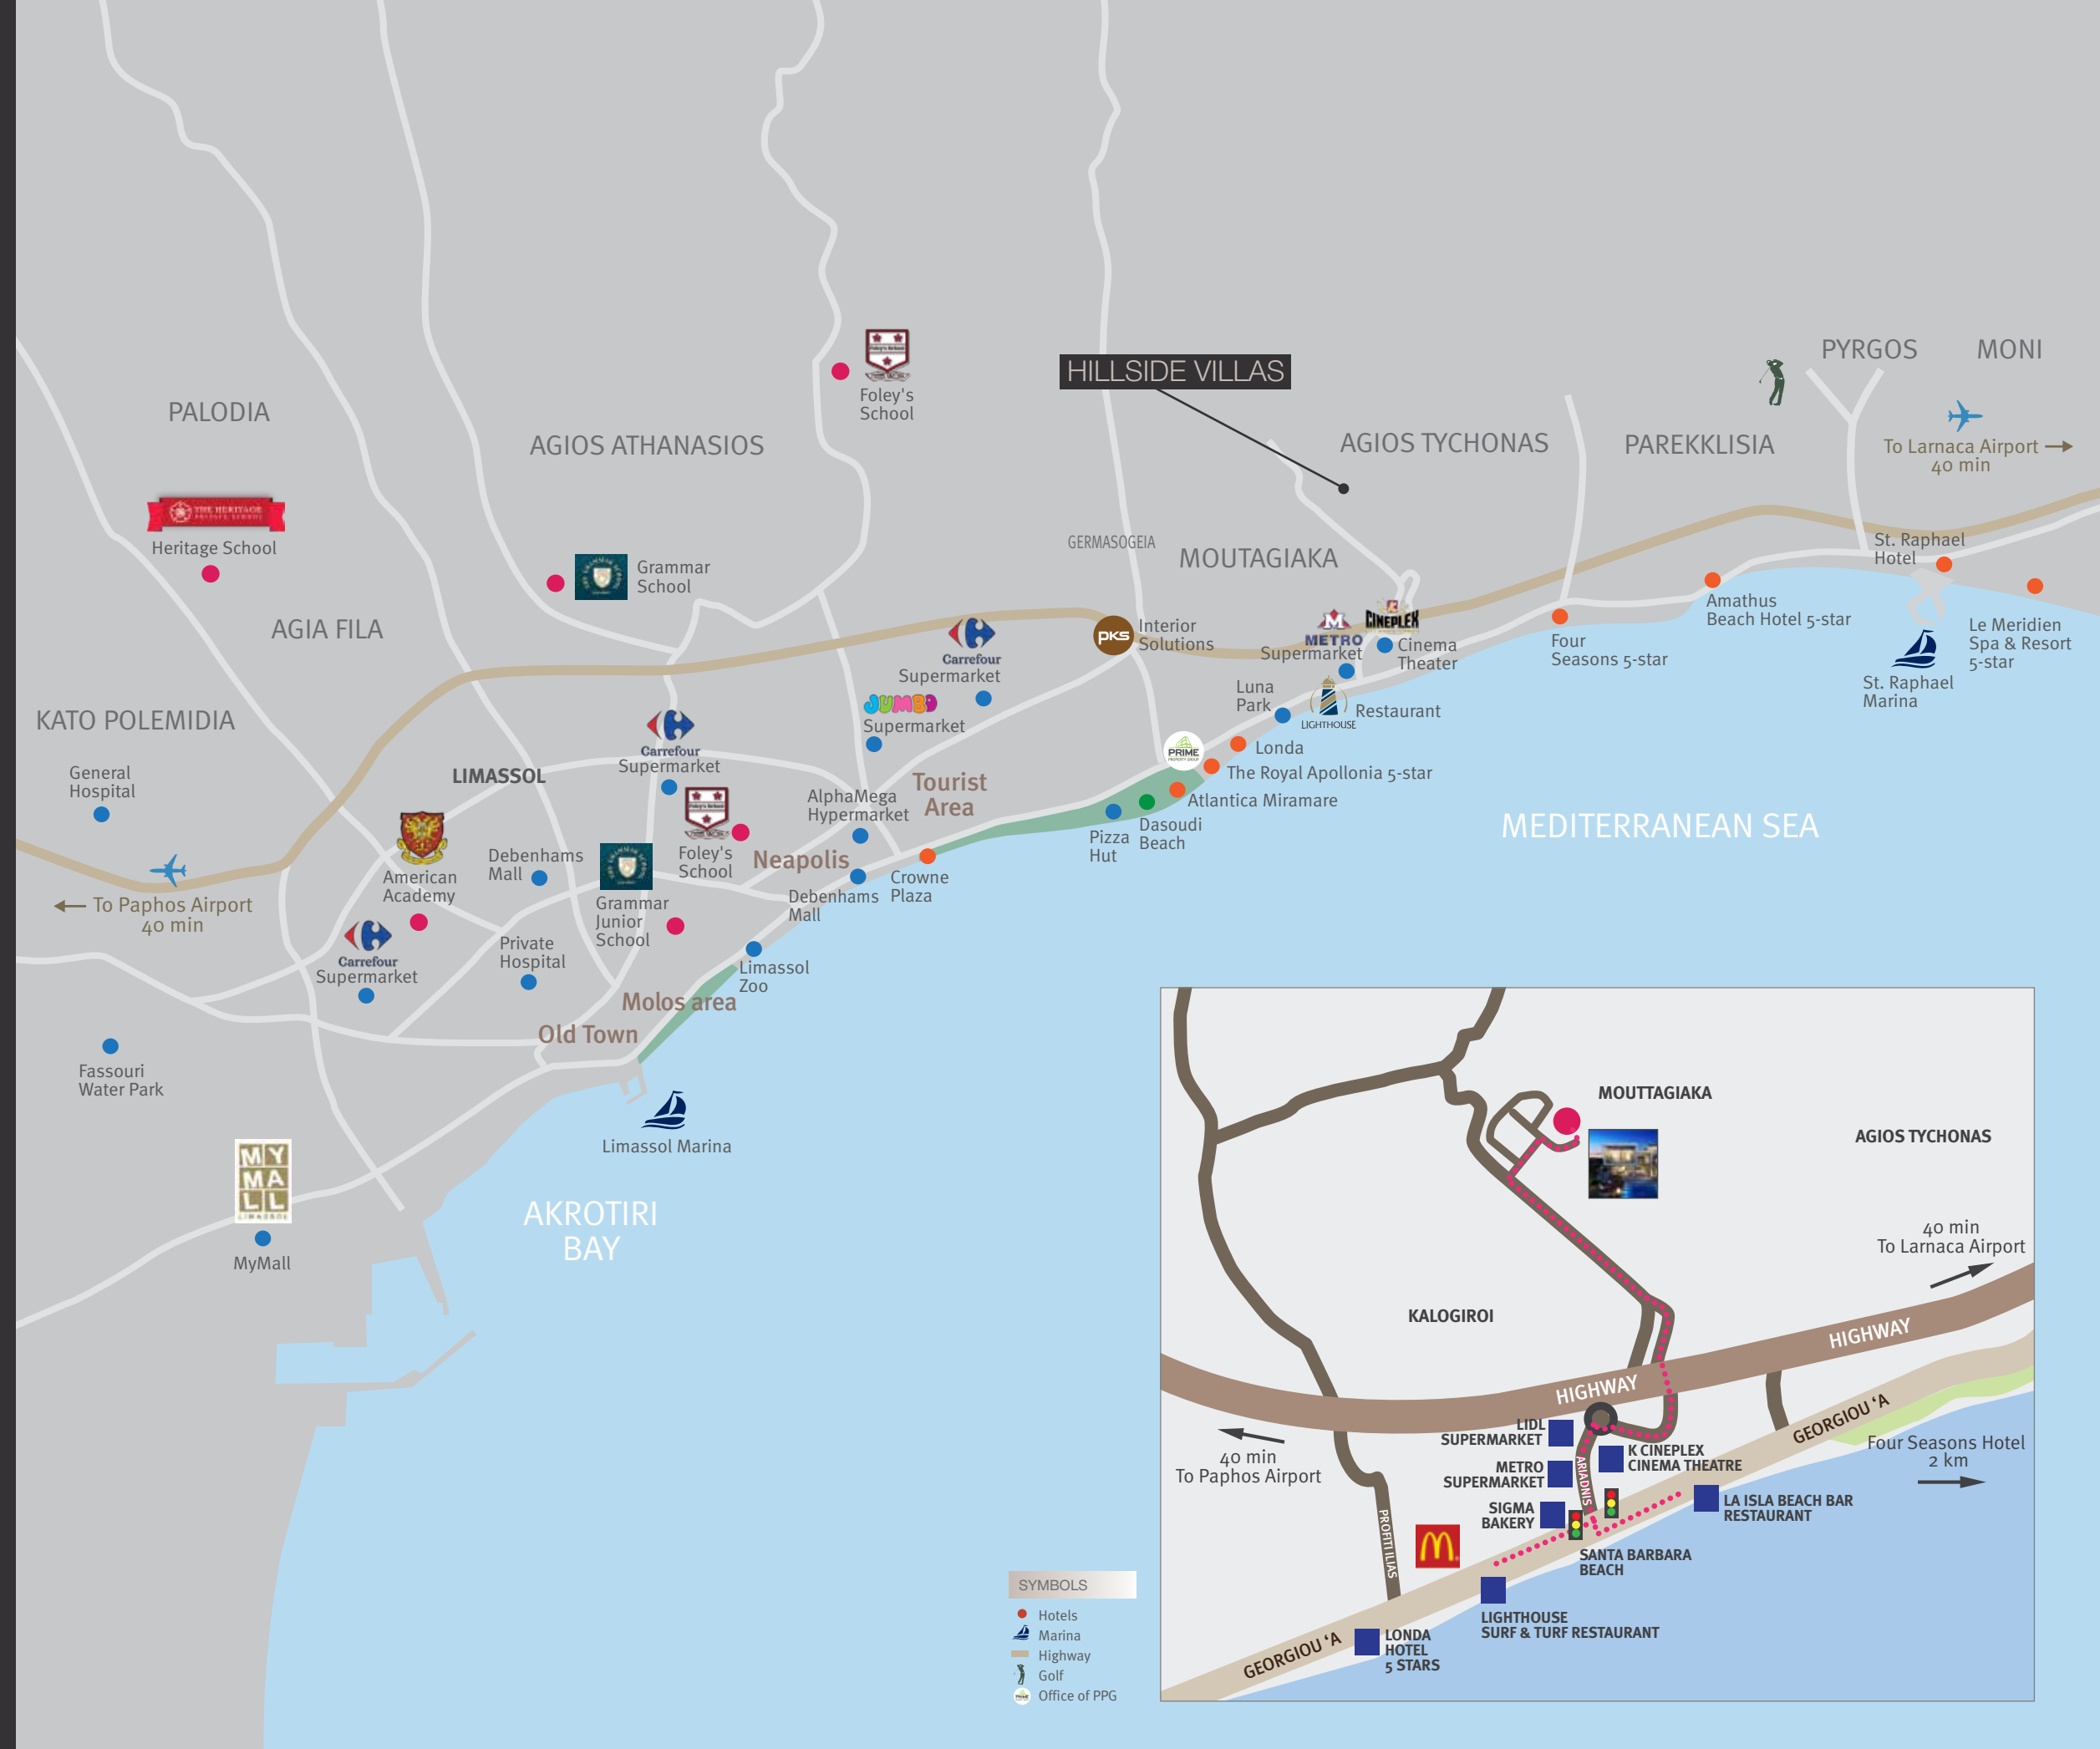 HILLSIDE VILLAS
PYRGOS
MONI
Foley's
School
PALODIA
AGIOS ATHANASIOS
AGIOS TYCHONAS
PAREKKLISIA
To Larnaca Airport
40 min
THE HERITAGE
Heritage School
GERMASOGEIA
MOUTAGIAKA
St. Raphael
Hotel
Grammar
School
AGIA FILA
Amathus
Beach Hotel 5-star
pks
Interior
Solutions
METRO
Supermarket
CINEPLEX
Cinema
Theater
Four
Seasons 5-star
Le Meridien
Spa & Resort
5-star
Carrefour
Supermarket
JUMBO
Supermarket
Luna
Park
LIGHTHOUSE
Restaurant
St. Raphael
Marina
KATO POLEMIDIA
Carrefour
Supermarket
PRIME
PROPERTY GROUP
Londa
The Royal Apollonia 5-star
Atlantica Miramare
General
Hospital
LIMASSOL
Tourist
Area
AlphaMega
Hypermarket
MEDITERRANEAN SEA
Pizza
Hut
Dasoudi
Beach
Debenhams
Mall
Foley's
School
Neapolis
American
Academy
Debenhams
Mall
Crowne
Plaza
To Paphos Airport
40 min
Grammar
Junior
School
Carrefour
Supermarket
Private
Hospital
Limassol
Zoo
Molos area
Old Town
Fassouri
Water Park
Limassol Marina
MY
MA
LL
LIMASSOL
MyMall
AKROTIRI
BAY
SYMBOLS
Hotels
Marina
Highway
Golf
Office of PPG
MOUTTAGIAKA
AGIOS TYCHONAS
40 min
To Larnaca Airport
KALOGIROI
HIGHWAY
HIGHWAY
GEORGIOU ‘A
LIDL
SUPERMARKET
K CINEPLEX
CINEMA THEATRE
Four Seasons Hotel
2 km
40 min
To Paphos Airport
METRO
SUPERMARKET
ARIADNIS
SIGMA
BAKERY
LA ISLA BEACH BAR
RESTAURANT
PROFITI ILIAS
SANTA BARBARA
BEACH
LIGHTHOUSE
SURF & TURF RESTAURANT
GEORGIOU ‘A
LONDA
HOTEL
5 STARS